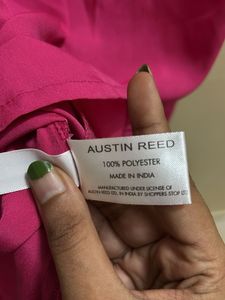 AUSTIN REED
100% POLYESTER
MADE IN INDIA
MANUFACTURED UNDER LICENSE OF
AUSTIN REED LTD, IN INDIA BY SHOPPERS STOP LTD